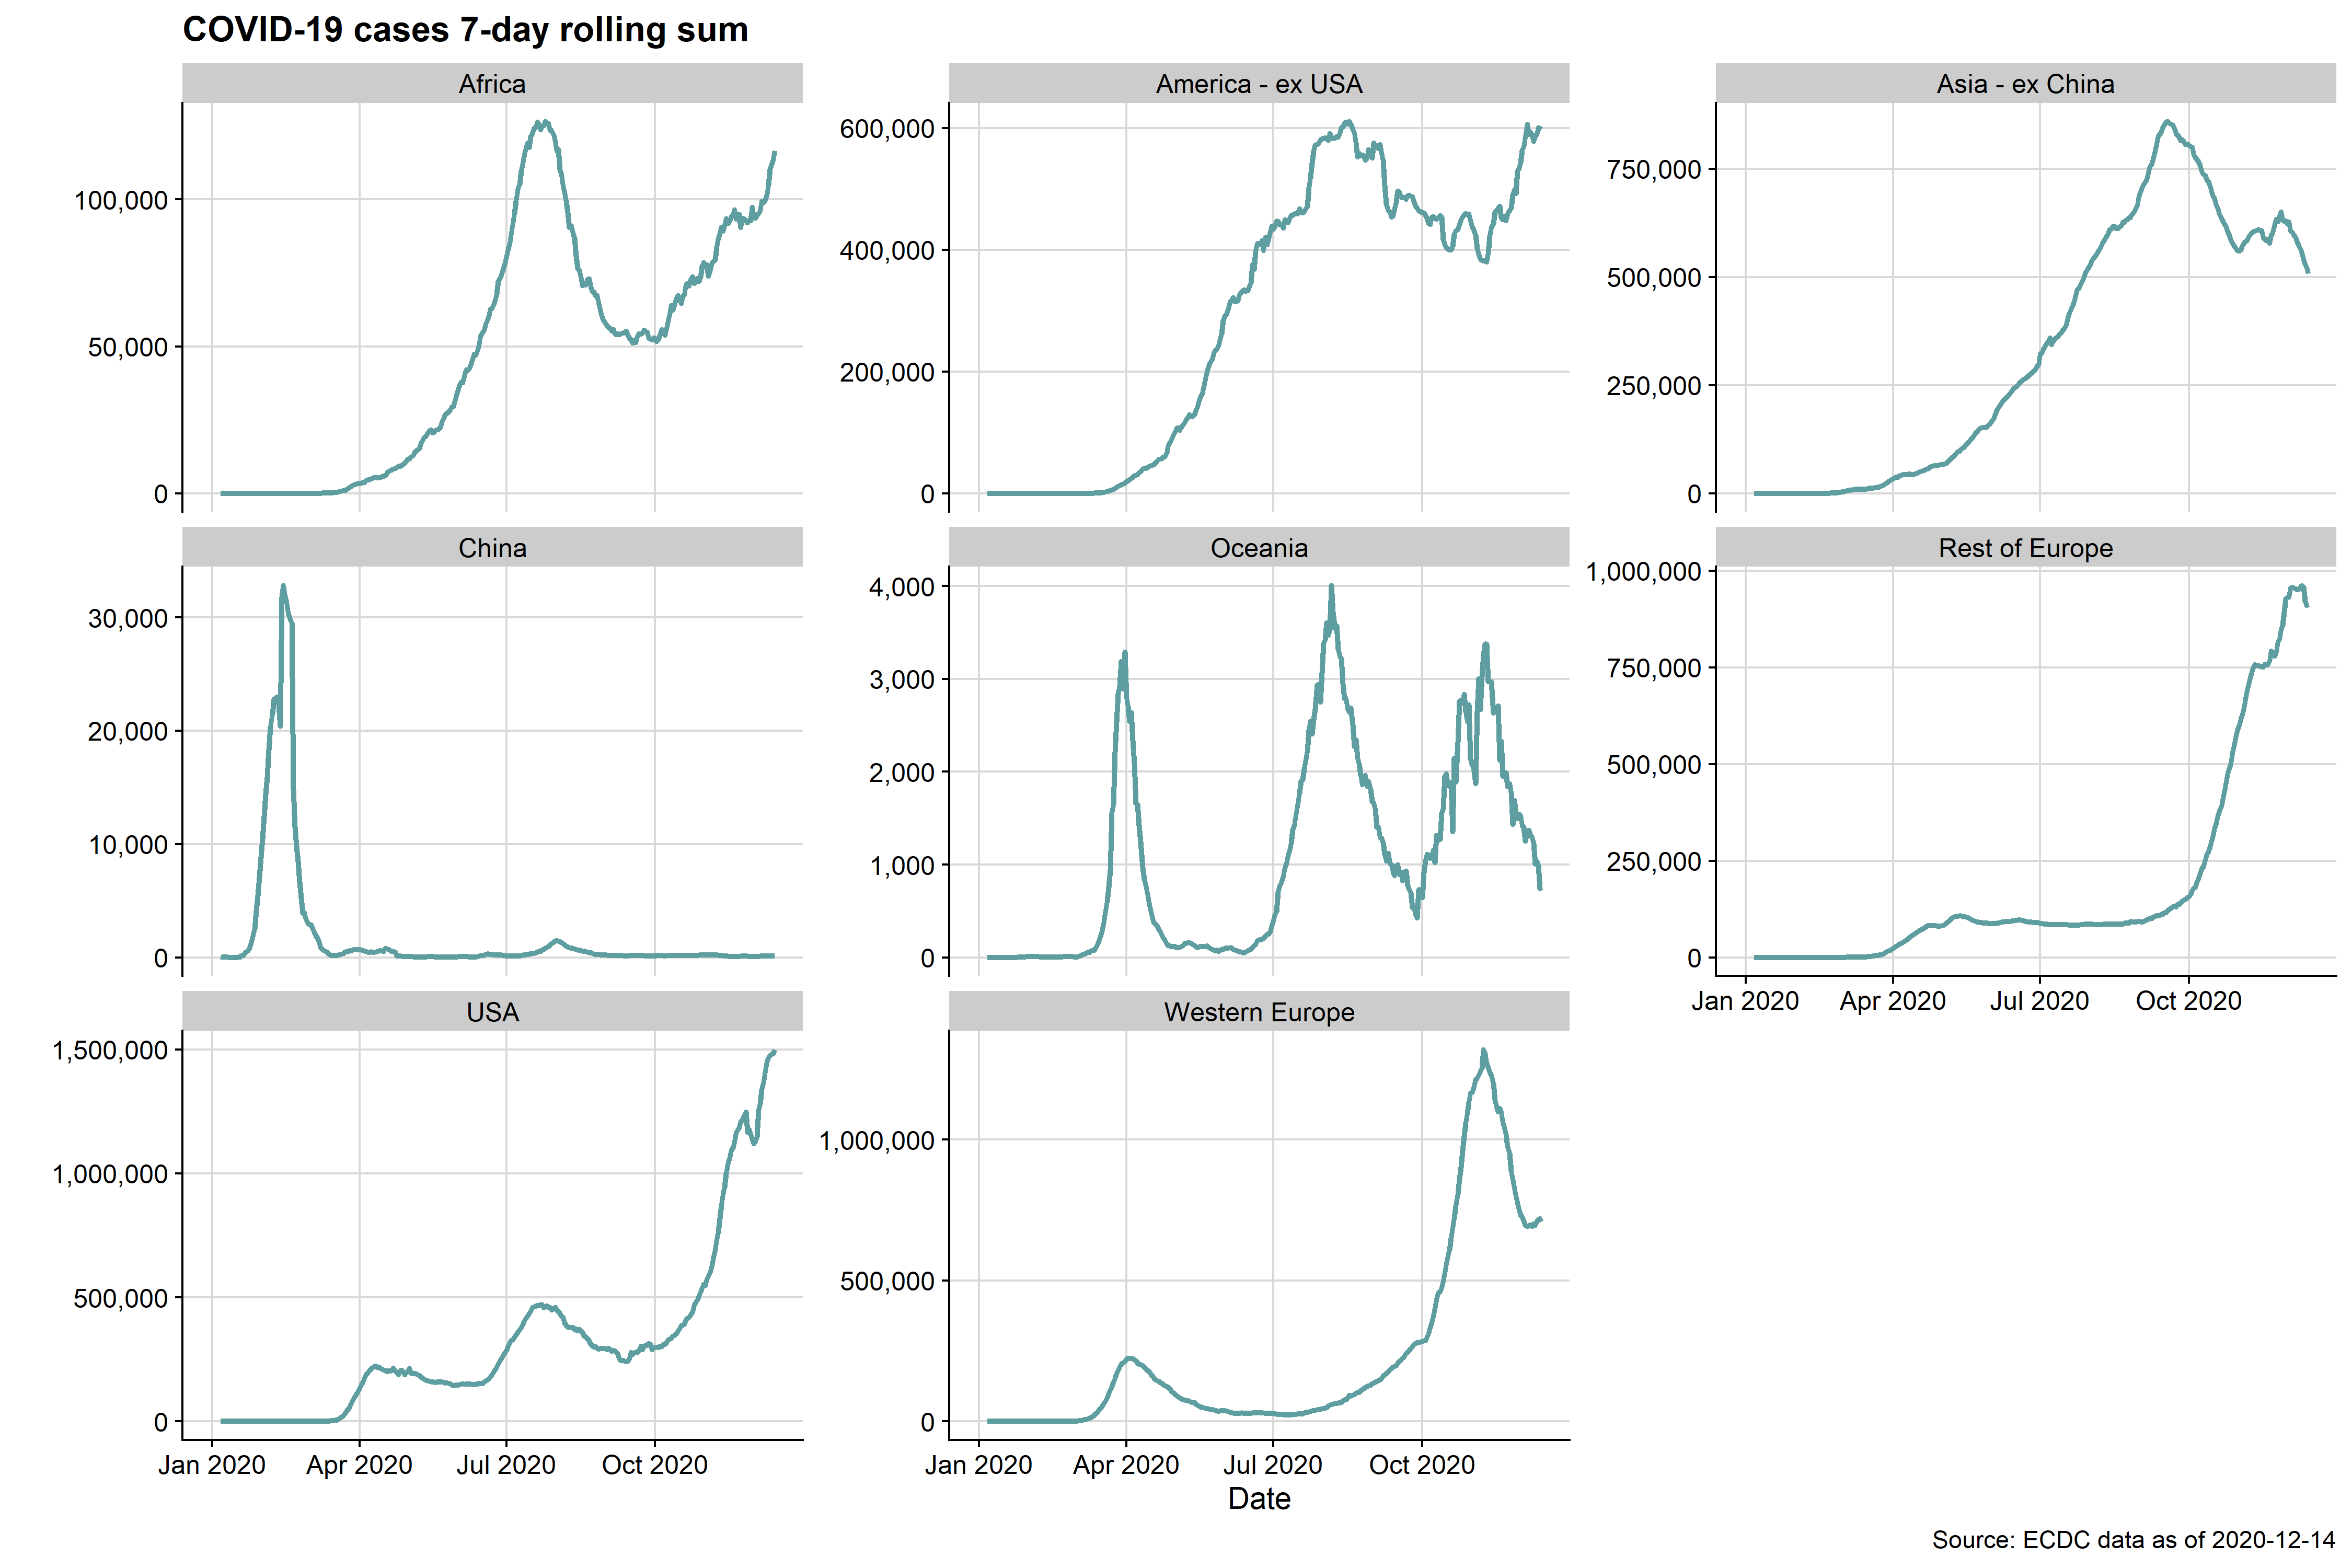 COVID-19 cases 7-day rolling sum
Africa
America - ex USA
Asia - ex China
100,000
50,000
0
600,000
400,000
200,000
0
750,000
500,000
250,000
0
China
Oceania
Rest of Europe
30,000
20,000
10,000
0
4,000
3,000
2,000
1,000
0
1,000,000
750,000
500,000
250,000
0
Jan 2020 Apr 2020 Jul 2020 Oct 2020
USA
Western Europe
1,500,000
1,000,000
500,000
0
1,000,000
500,000
0
Jan 2020 Apr 2020 Jul 2020 Oct 2020
Jan 2020 Apr 2020 Jul 2020 Oct 2020
Date
Source: ECDC data as of 2020-12-14